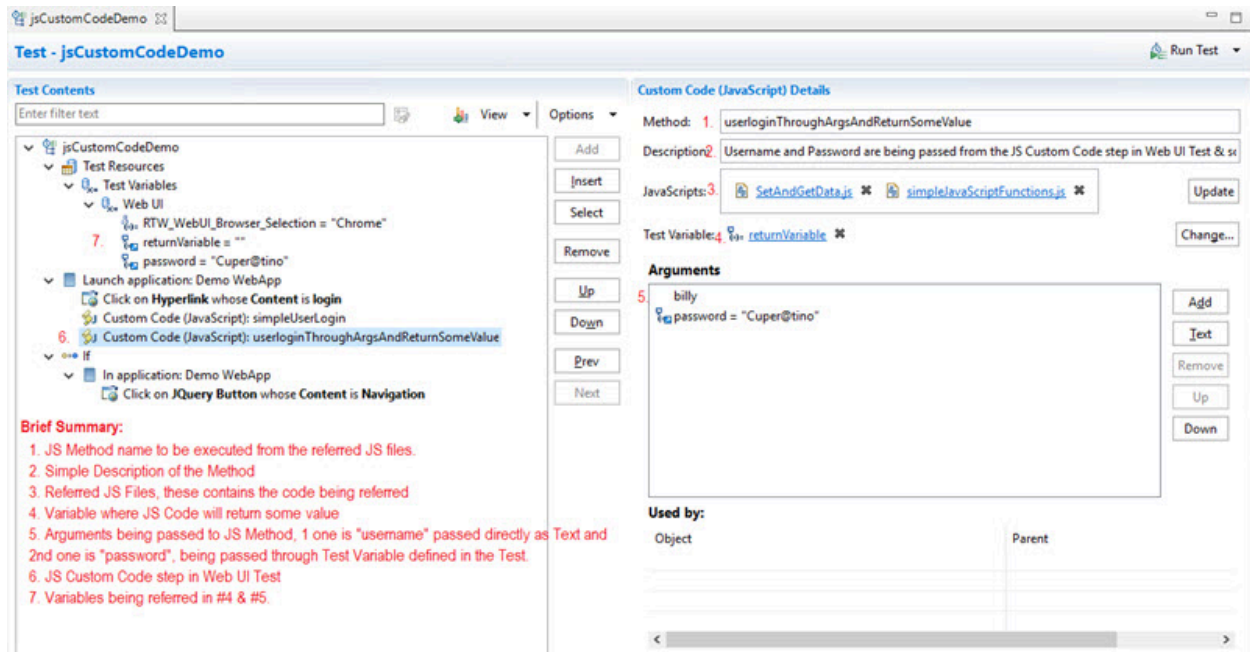 jsCustomCodeDemo
Test - jsCustomCodeDemo
Run Test
Test Contents
Enter filter text
View
Options
jsCustomCodeDemo
Test Resources
Test Variables
Web UI
RTW_WebUI_Browser_Selection = "Chrome"
7. returnVariable = ""
password = "Cuper@tino"
Launch application: Demo WebApp
Click on Hyperlink whose Content is login
Custom Code (JavaScript): simpleUserLogin
6. Custom Code (JavaScript): userloginThroughArgsAndReturnSomeValue
If
In application: Demo WebApp
Click on JQuery Button whose Content is Navigation
Add
Insert
Select
Remove
Up
Down
Prev
Next
Brief Summary:
1. JS Method name to be executed from the referred JS files.
2. Simple Description of the Method
3. Referred JS Files, these contains the code being referred
4. Variable where JS Code will return some value
5. Arguments being passed to JS Method, 1 one is "username" passed directly as Text and
2nd one is "password", being passed through Test Variable defined in the Test.
6. JS Custom Code step in Web UI Test
7. Variables being referred in #4 & #5.
Custom Code (JavaScript) Details
Method: 1. userloginThroughArgsAndReturnSomeValue
Description: 2. Username and Password are being passed from the JS Custom Code step in Web UI Test &
JavaScripts: 3. SetAndGetData.js simpleJavaScriptFunctions.js
Update
Test Variable: 4. returnVariable
Change...
Arguments
5. billy
password = "Cuper@tino"
Add
Text
Remove
Up
Down
Used by:
Object
Parent